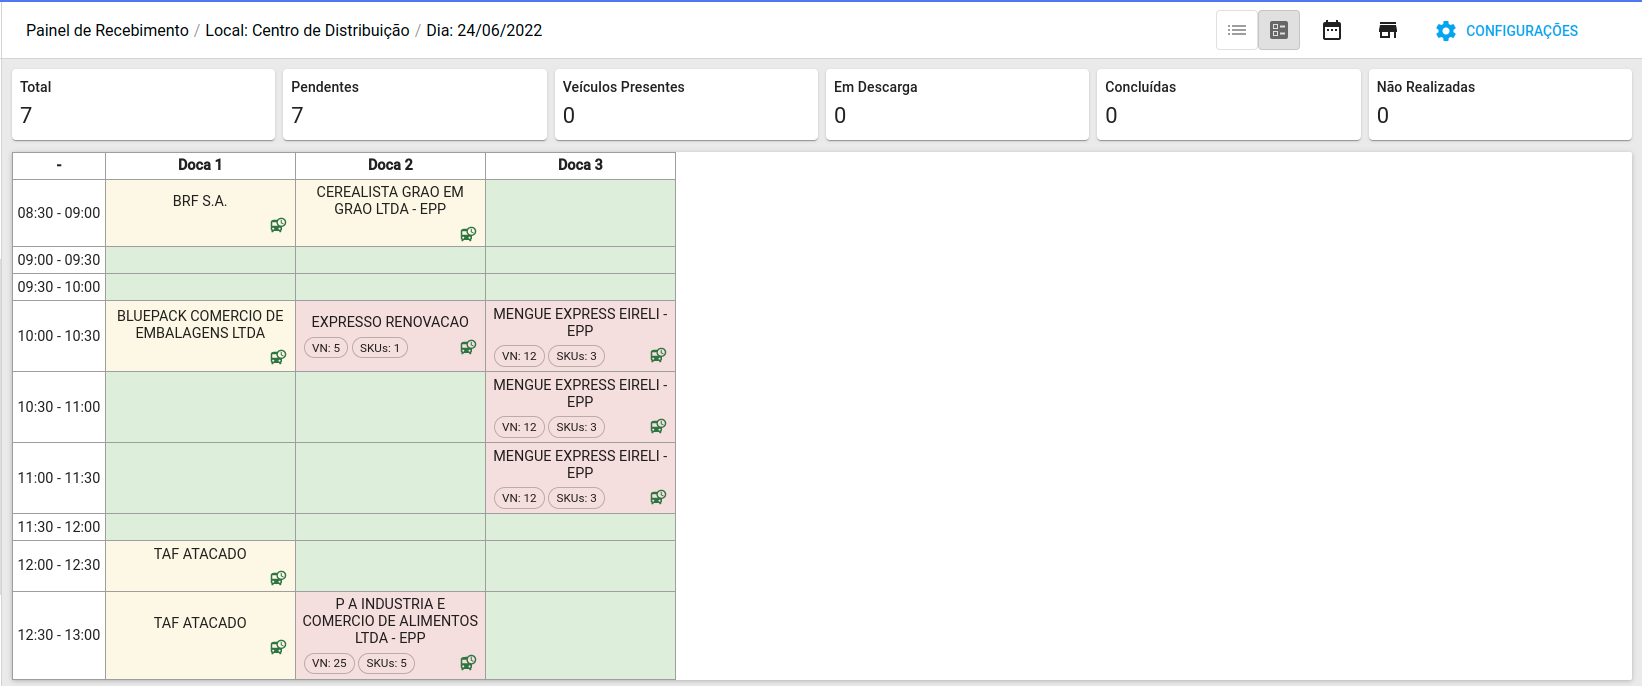 Painel de Recebimento / Local: Centro de Distribuição / Dia: 24/06/2022
CONFIGURAÇÕES
Total
7
Pendentes
7
Veículos Presentes
0
Em Descarga
0
Concluídas
0
Não Realizadas
0
- Doca 1 Doca 2 Doca 3
08:30 - 09:00
BRF S.A.
CEREALISTA GRAO EM
GRAO LTDA - EPP
09:00 - 09:30
09:30 - 10:00
10:00 - 10:30
BLUEPACK COMERCIO DE
EMBALAGENS LTDA
EXPRESSO RENOVACAO
VN: 5 SKUs: 1
MENGUE EXPRESS EIRELI -
EPP
VN: 12 SKUs: 3
10:30 - 11:00
MENGUE EXPRESS EIRELI -
EPP
VN: 12 SKUs: 3
11:00 - 11:30
MENGUE EXPRESS EIRELI -
EPP
VN: 12 SKUs: 3
11:30 - 12:00
12:00 - 12:30
TAF ATACADO
12:30 - 13:00
TAF ATACADO
P A INDUSTRIA E
COMERCIO DE ALIMENTOS
LTDA - EPP
VN: 25 SKUs: 5